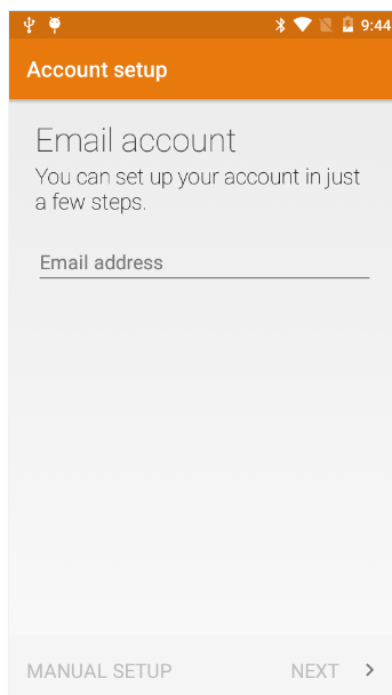 9:44
Account setup
Email account
You can set up your account in just
a few steps.
Email address
MANUAL SETUP
NEXT